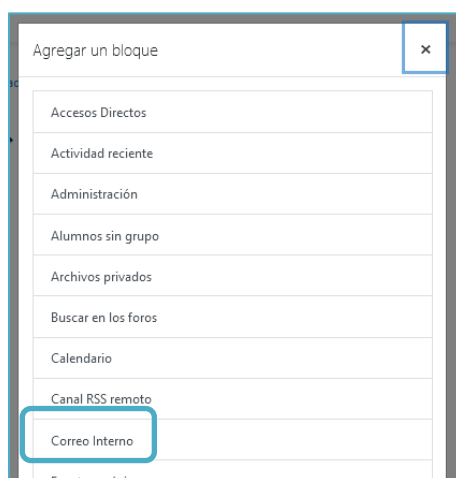 Agregar un bloque
×
Accesos Directos
Actividad reciente
Administración
Alumnos sin grupo
Archivos privados
Buscar en los foros
Calendario
Canal RSS remoto
Correo Interno